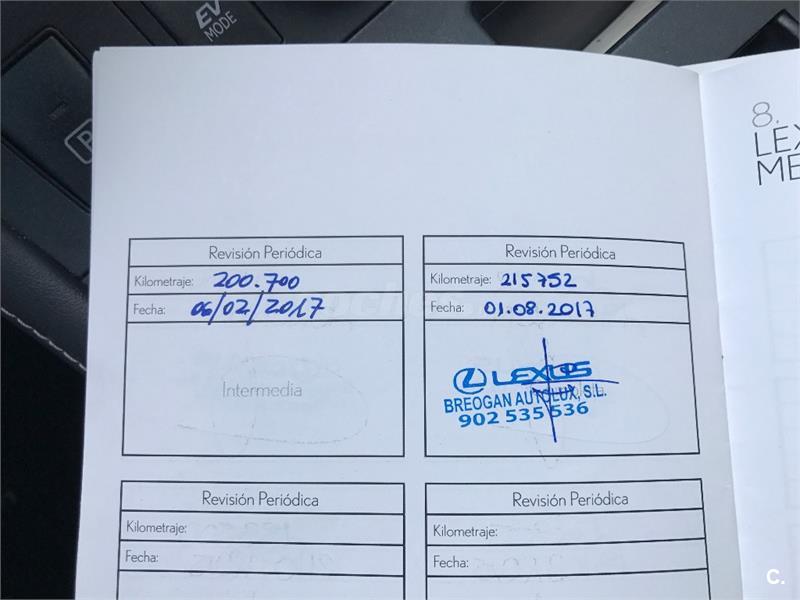 EV
MODE
P
8.
LEX
ME
Revisión Periódica
Kilometraje: 200.700
Fecha: 06/02/2017
Intermedia
Revisión Periódica
Kilometraje: 215752
Fecha: 01.08.2017
LEXUS
BREOGAN AUTOLUX, S.L.
902 535 536
Revisión Periódica
Kilometraje:
Fecha:
Revisión Periódica
Kilometraje:
Fecha:
C.